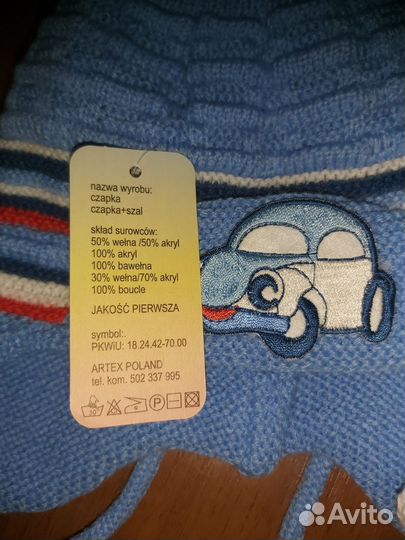 nazwa wyrobu:
czapka
czapka+szal
skład surowców:
50% wełna /50% akryl
100% akryl
100% bawełna
30% wełna/70% akryl
100% boucle
JAKOŚĆ PIERWSZA
symbol:.
PKWiU: 18.24.42-70.00
ARTEX POLAND
tel. kom. 502 337 995
Avito